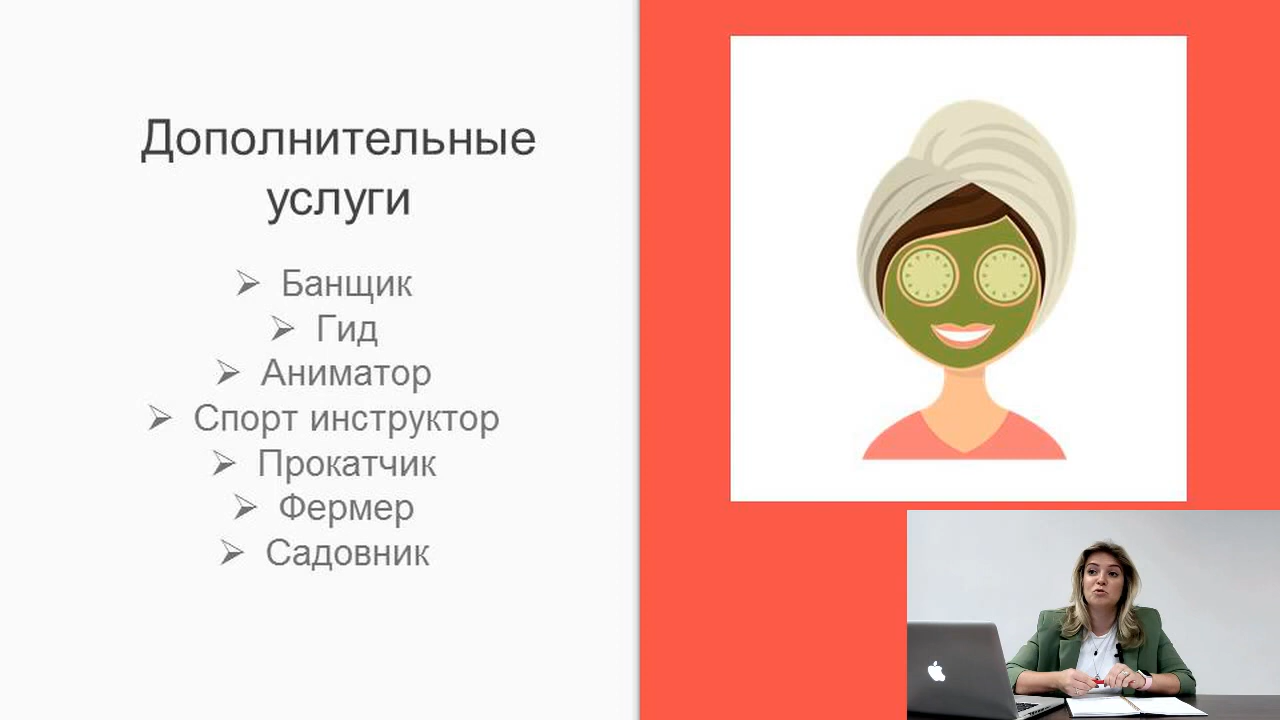 Дополнительные
услуги
Банщик
Гид
Аниматор
Спорт инструктор
Прокатчик
Фермер
Садовник